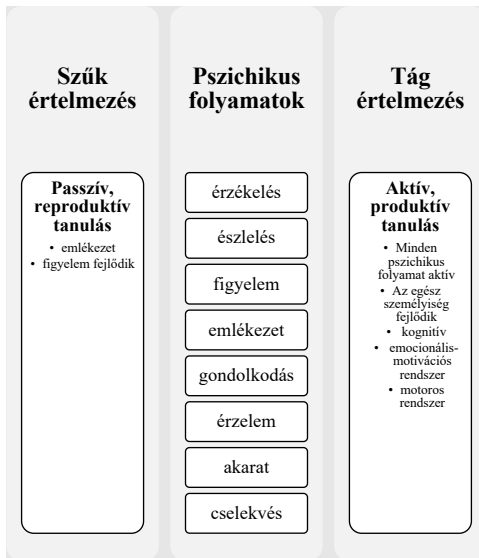 Szűk
értelmezés
Passzív,
reproduktív
tanulás
• emlékezet
• figyelem fejlődik
Pszichikus
folyamatok
érzékelés
észlelés
figyelem
emlékezet
gondolkodás
érzelem
akarat
cselekvés
Tág
értelmezés
Aktív,
produktív
tanulás
• Minden
pszichikus
folyamat aktív
• Az egész
személyiség
fejlődik
• kognitív
• emocionális-
motivációs
rendszer
• motoros
rendszer